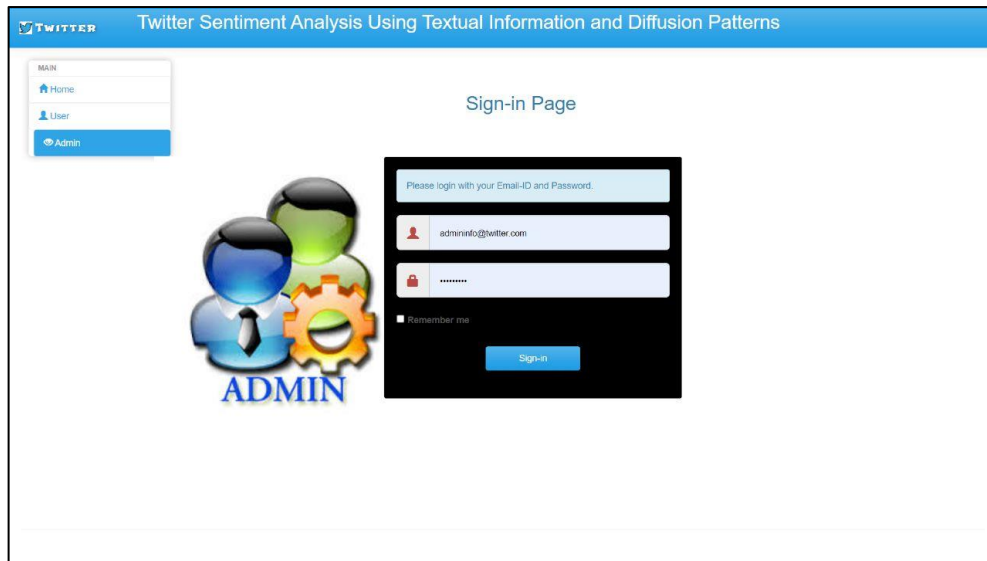 TWITTER
Twitter Sentiment Analysis Using Textual Information and Diffusion Patterns
MAIN
Home
User
Admin
Sign-in Page
Please login with your Email-ID and Password.
admininfo@twitter.com
•••••••••
Remember me
Sign-in
ADMIN